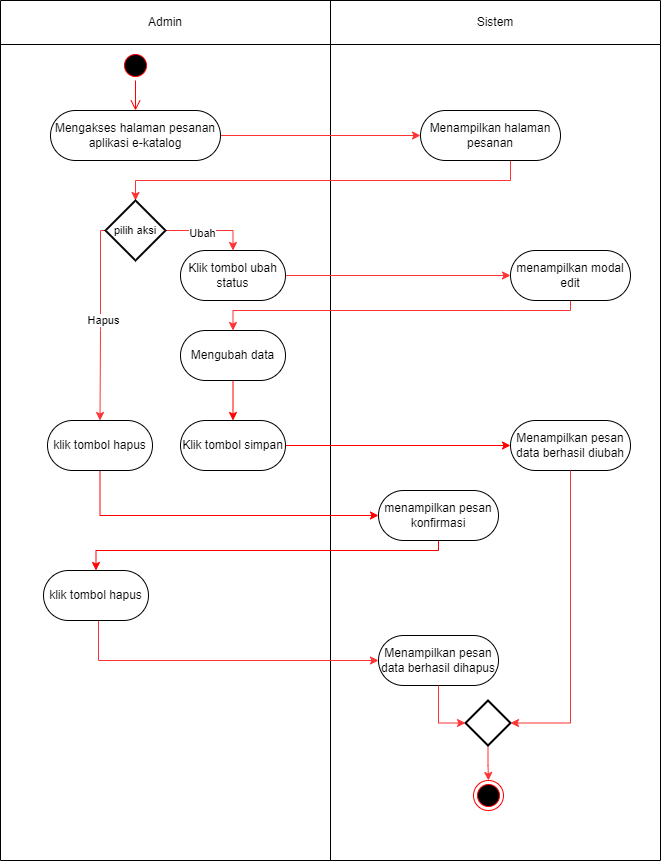 Admin
Sistem
Mengakses halaman pesanan
aplikasi e-katalog
Menampilkan halaman
pesanan
pilih aksi
Ubah
Klik tombol ubah
status
menampilkan modal
edit
Hapus
Mengubah data
klik tombol hapus
Klik tombol simpan
Menampilkan pesan
data berhasil diubah
menampilkan pesan
konfirmasi
klik tombol hapus
Menampilkan pesan
data berhasil dihapus